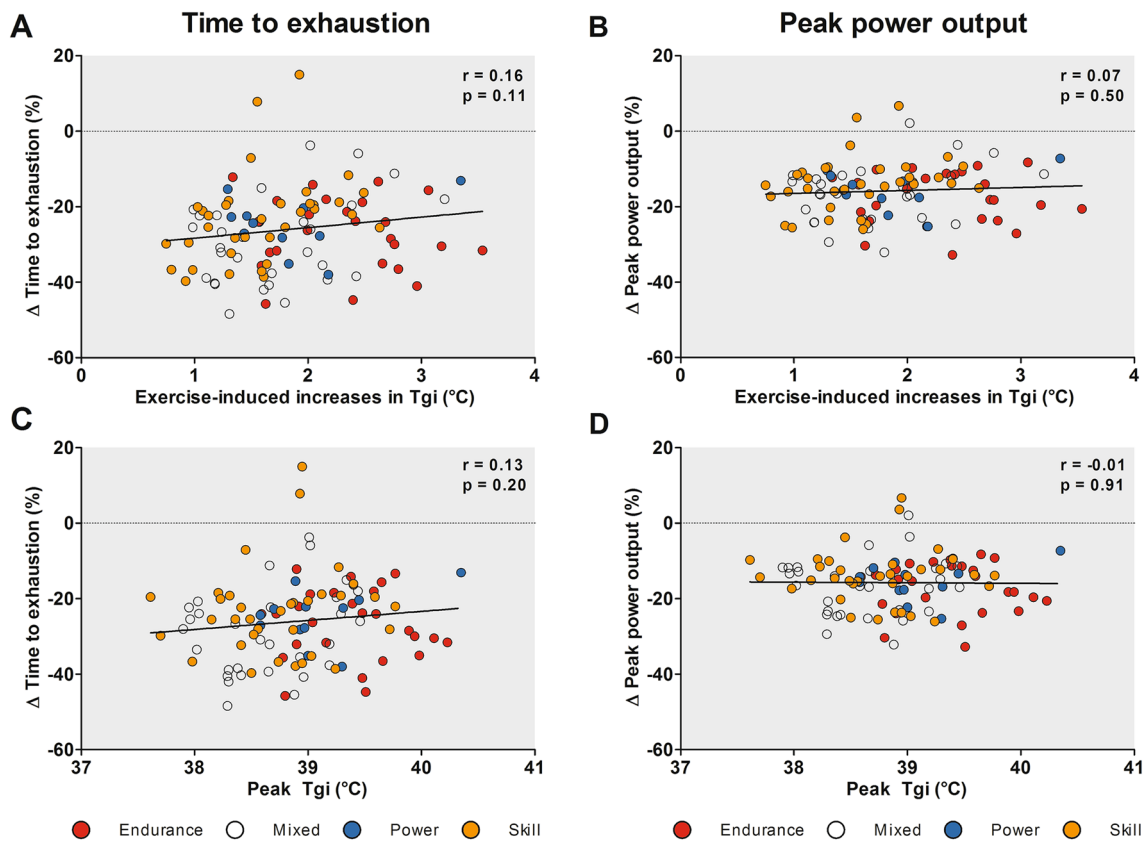 A Time to exhaustion
Δ Time to exhaustion (%)
20
0
-20
-40
-60
r = 0.16
p = 0.11
0 1 2 3 4
Exercise-induced increases in Tgi (°C)
B Peak power output
Δ Peak power output (%)
20
0
-20
-40
-60
r = 0.07
p = 0.50
0 1 2 3 4
Exercise-induced increases in Tgi (°C)
C
Δ Time to exhaustion (%)
20
0
-20
-40
-60
r = 0.13
p = 0.20
37 38 39 40 41
Peak Tgi (°C)
D
Δ Peak power output (%)
20
0
-20
-40
-60
r = -0.01
p = 0.91
37 38 39 40 41
Peak Tgi (°C)
Endurance Mixed Power Skill
Endurance Mixed Power Skill